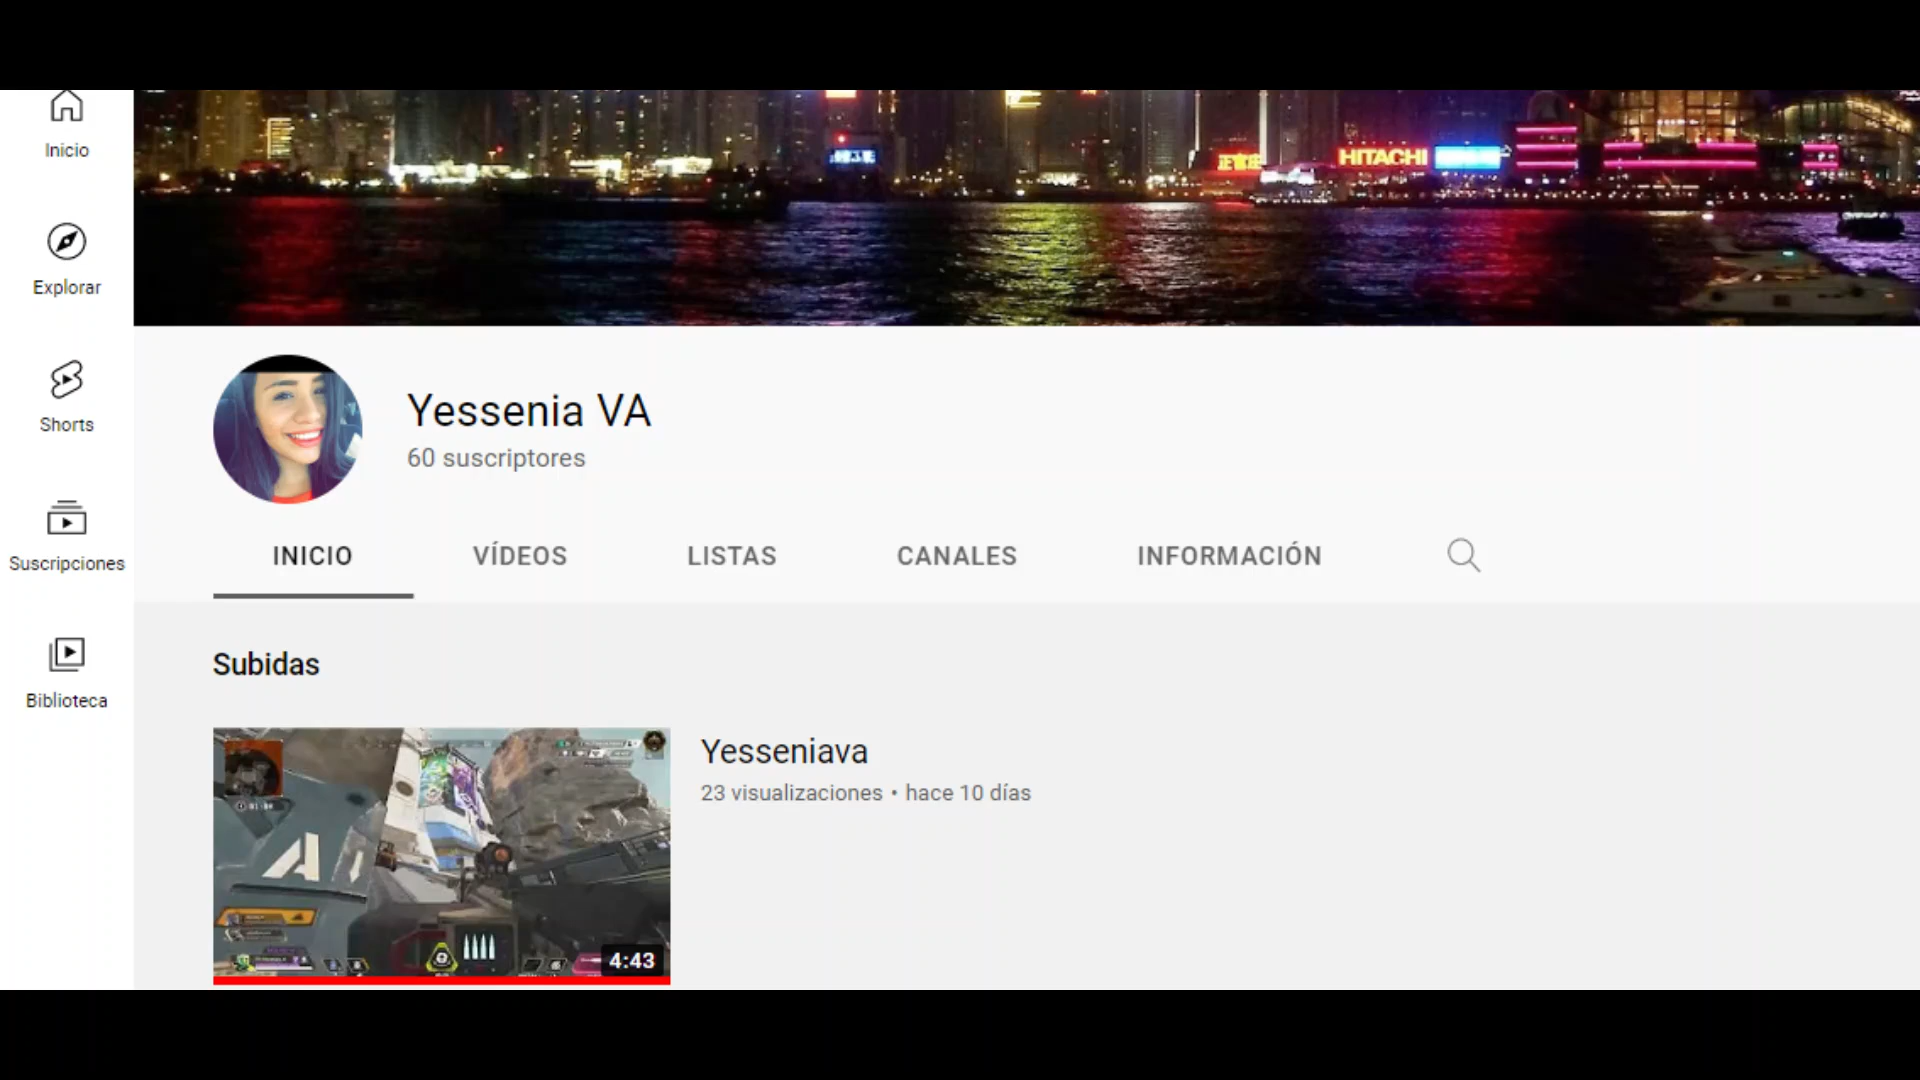 HITACHI
Inicio
Explorar
Shorts
Suscripciones
Biblioteca
Yessenia VA
60 suscriptores
INICIO VÍDEOS LISTAS CANALES INFORMACIÓN
Subidas
Yesseniava
23 visualizaciones • hace 10 días
4:43